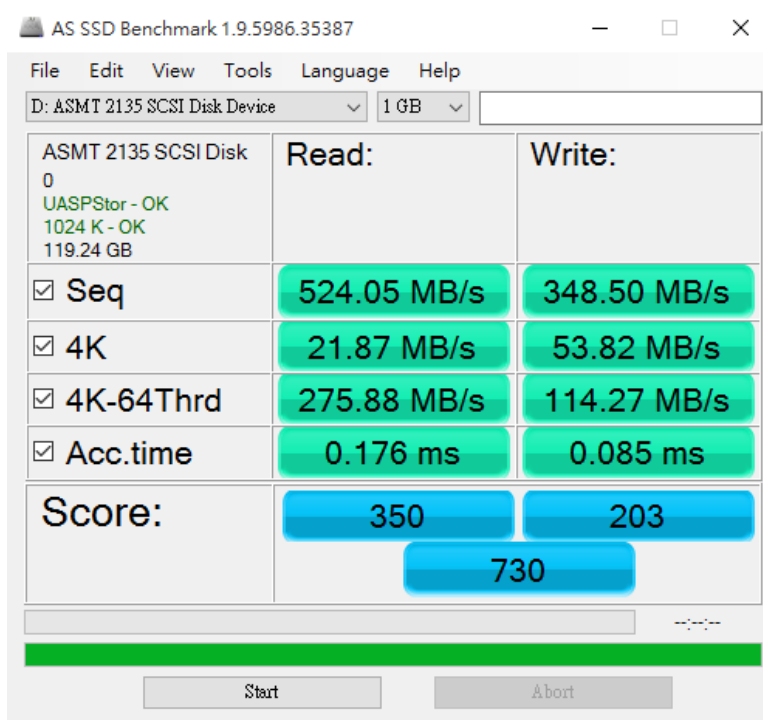 AS SSD Benchmark 1.9.5986.35387
File Edit View Tools Language Help
D: ASMT 2135 SCSI Disk Device 1 GB
ASMT 2135 SCSI Disk
0
UASPStor - OK
1024 K - OK
119.24 GB
Read: Write:
Seq 524.05 MB/s 348.50 MB/s
4K 21.87 MB/s 53.82 MB/s
4K-64Thrd 275.88 MB/s 114.27 MB/s
Acc.time 0.176 ms 0.085 ms
Score: 350 203
730
--:--:--
Start Abort